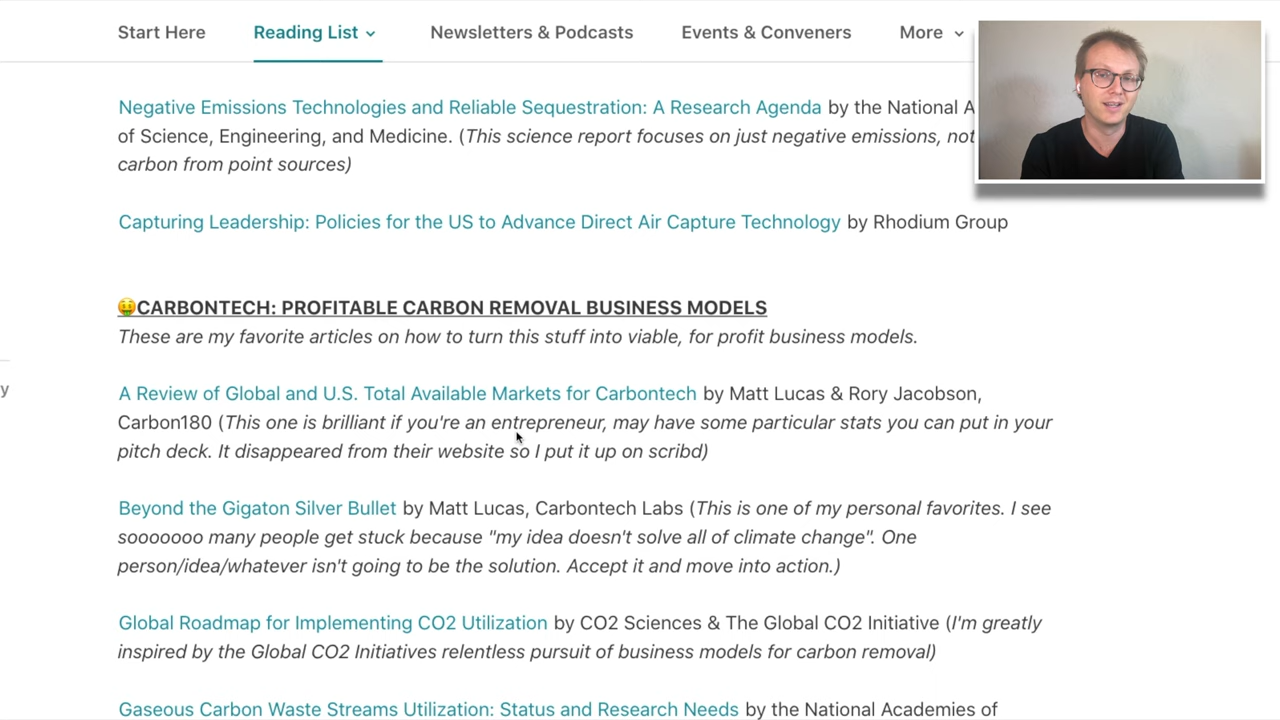 Start Here Reading List Newsletters & Podcasts Events & Conveners More
Negative Emissions Technologies and Reliable Sequestration: A Research Agenda by the National A
of Science, Engineering, and Medicine. (This science report focuses on just negative emissions, not
carbon from point sources)
Capturing Leadership: Policies for the US to Advance Direct Air Capture Technology by Rhodium Group
🤑CARBONTECH: PROFITABLE CARBON REMOVAL BUSINESS MODELS
These are my favorite articles on how to turn this stuff into viable, for profit business models.
y
A Review of Global and U.S. Total Available Markets for Carbontech by Matt Lucas & Rory Jacobson,
Carbon180 (This one is brilliant if you're an entrepreneur, may have some particular stats you can put in your
pitch deck. It disappeared from their website so I put it up on scribd)
Beyond the Gigaton Silver Bullet by Matt Lucas, Carbontech Labs (This is one of my personal favorites. I see
sooooooo many people get stuck because "my idea doesn't solve all of climate change". One
person/idea/whatever isn't going to be the solution. Accept it and move into action.)
Global Roadmap for Implementing CO2 Utilization by CO2 Sciences & The Global CO2 Initiative (I'm greatly
inspired by the Global CO2 Initiatives relentless pursuit of business models for carbon removal)
Gaseous Carbon Waste Streams Utilization: Status and Research Needs by the National Academies of